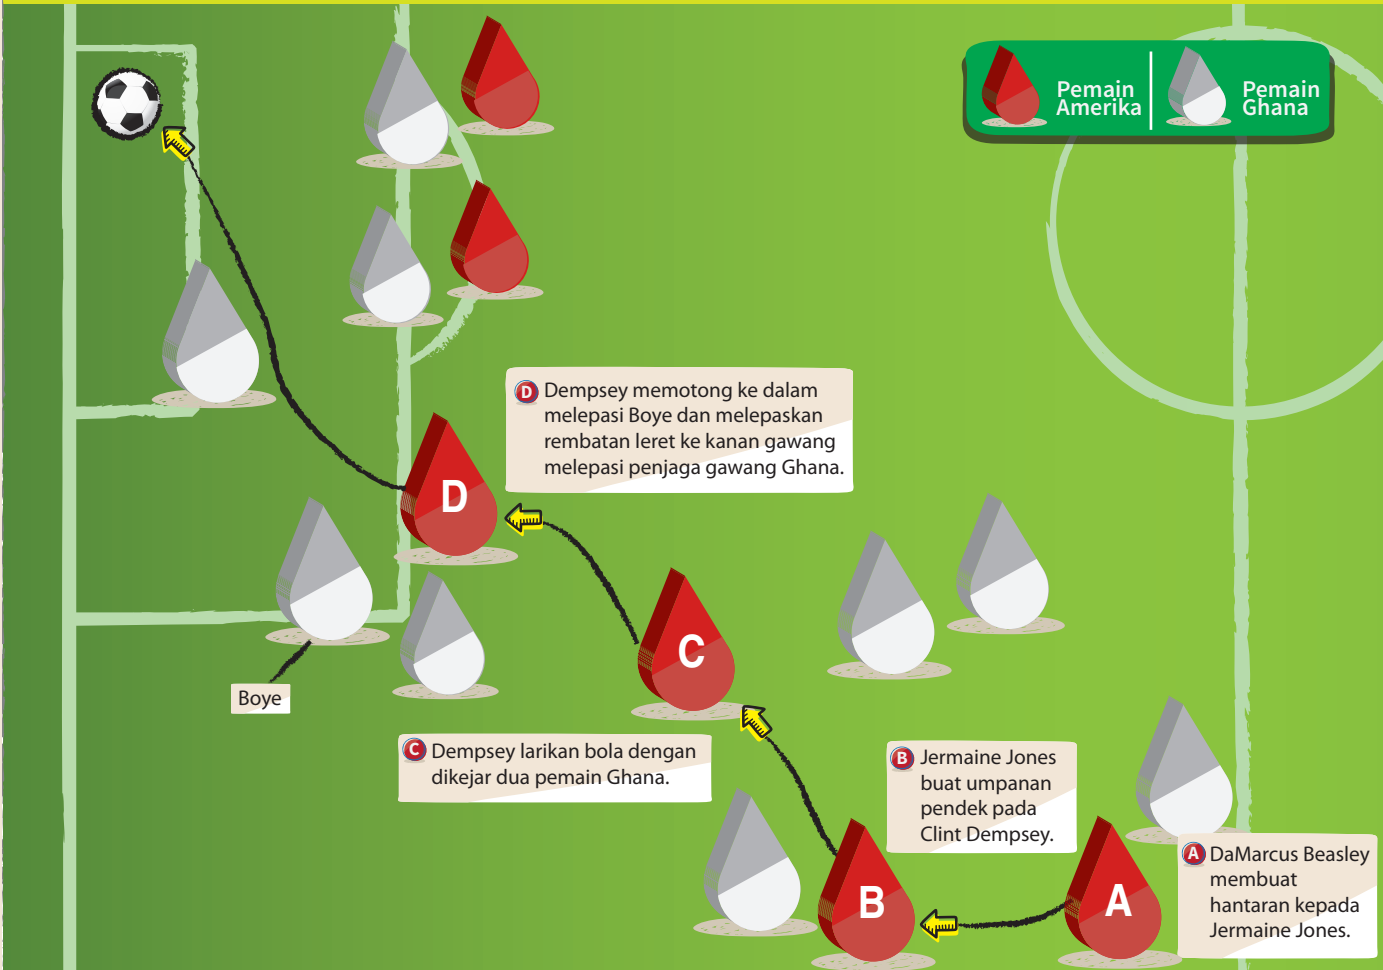 Pemain
Amerika
Pemain
Ghana
D Dempsey memotong ke dalam
melepasi Boye dan melepaskan
rembatan leret ke kanan gawang
melepasi penjaga gawang Ghana.
D
C
Boye
C Dempsey larikan bola dengan
dikejar dua pemain Ghana.
B Jermaine Jones
buat umpanan
pendek pada
Clint Dempsey.
B
A
A DaMarcus Beasley
membuat
hantaran kepada
Jermaine Jones.